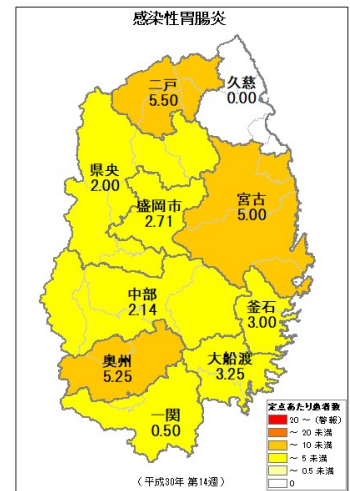 感染性胃腸炎
二戸
5.50
久慈
0.00
県央
2.00
盛岡市
2.71
宮古
5.00
中部
2.14
釜石
3.00
奥州
5.25
大船渡
3.25
一関
0.50
定点あたり患者数
20 ～ (警報)
～ 20 未満
～ 10 未満
～ 5 未満
～ 0.5 未満
0
(平成30年 第14週)